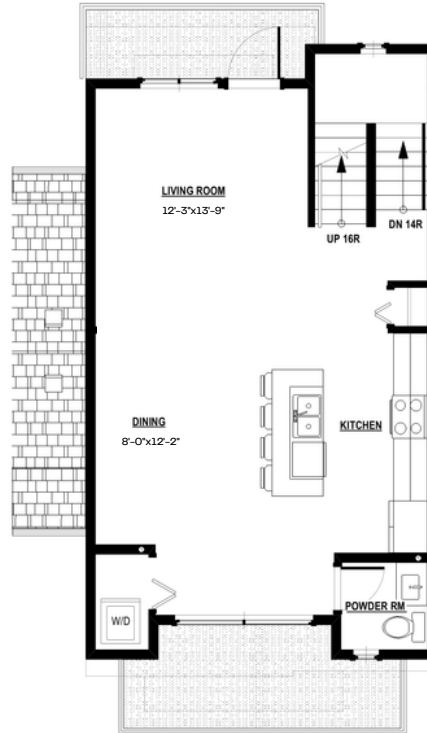 LIVING ROOM
12'-3"x13'-9"
UP 16R
DN 14R
DINING
8'-0"x12'-2"
KITCHEN
W/D
POWDER RM